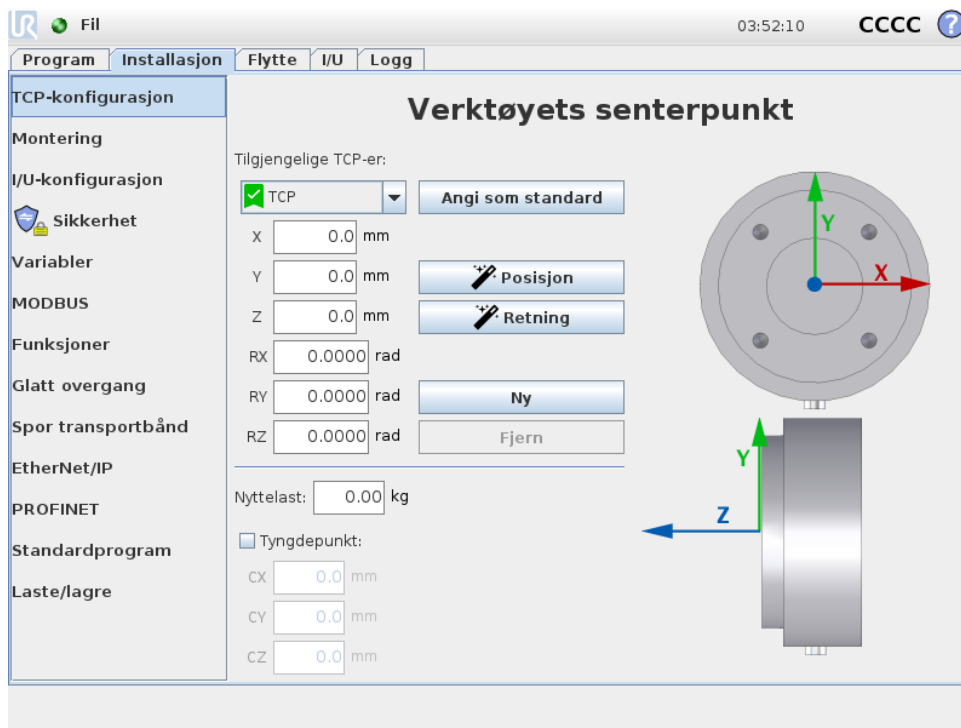 UR Fil 03:52:10 CCCC ?
Program Installasjon Flytte I/U Logg
TCP-konfigurasjon
Montering
I/U-konfigurasjon
Sikkerhet
Variabler
MODBUS
Funksjoner
Glatt overgang
Spor transportbånd
EtherNet/IP
PROFINET
Standardprogram
Laste/lagre
Verktøyets senterpunkt
Tilgjengelige TCP-er:
TCP Angi som standard
X 0.0 mm
Y 0.0 mm Posisjon
Z 0.0 mm Retning
RX 0.0000 rad
RY 0.0000 rad Ny
RZ 0.0000 rad Fjern
Nyttelast: 0.00 kg
Tyngdepunkt:
CX 0.0 mm
CY 0.0 mm
CZ 0.0 mm
Y
X
Y
Z